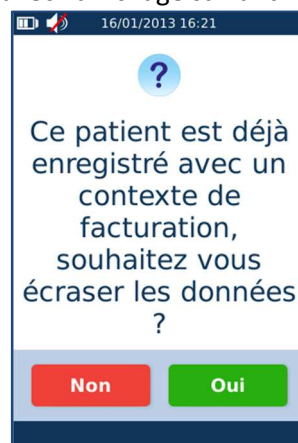 16/01/2013 16:21
?
Ce patient est déjà
enregistré avec un
contexte de
facturation,
souhaitez vous
écraser les données
?
Non Oui